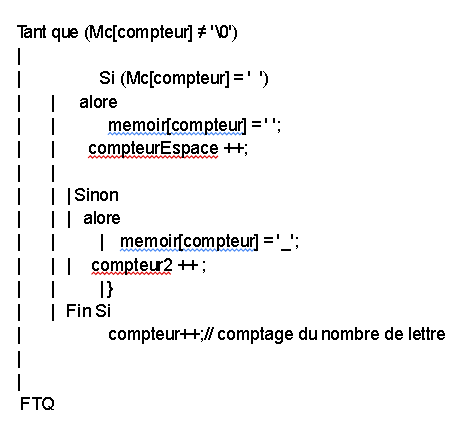 Tant que (Mc[compteur] ≠ '\0')
|
| Si (Mc[compteur] = ' ')
| | alore
| | memoir[compteur] = ' ';
| | compteurEspace ++;
| |
| | | Sinon
| | | alore
| | | memoir[compteur] = '_';
| | | compteur2 ++ ;
| | }
| | Fin Si
| compteur++;// comptage du nombre de lettre
|
|
FTQ